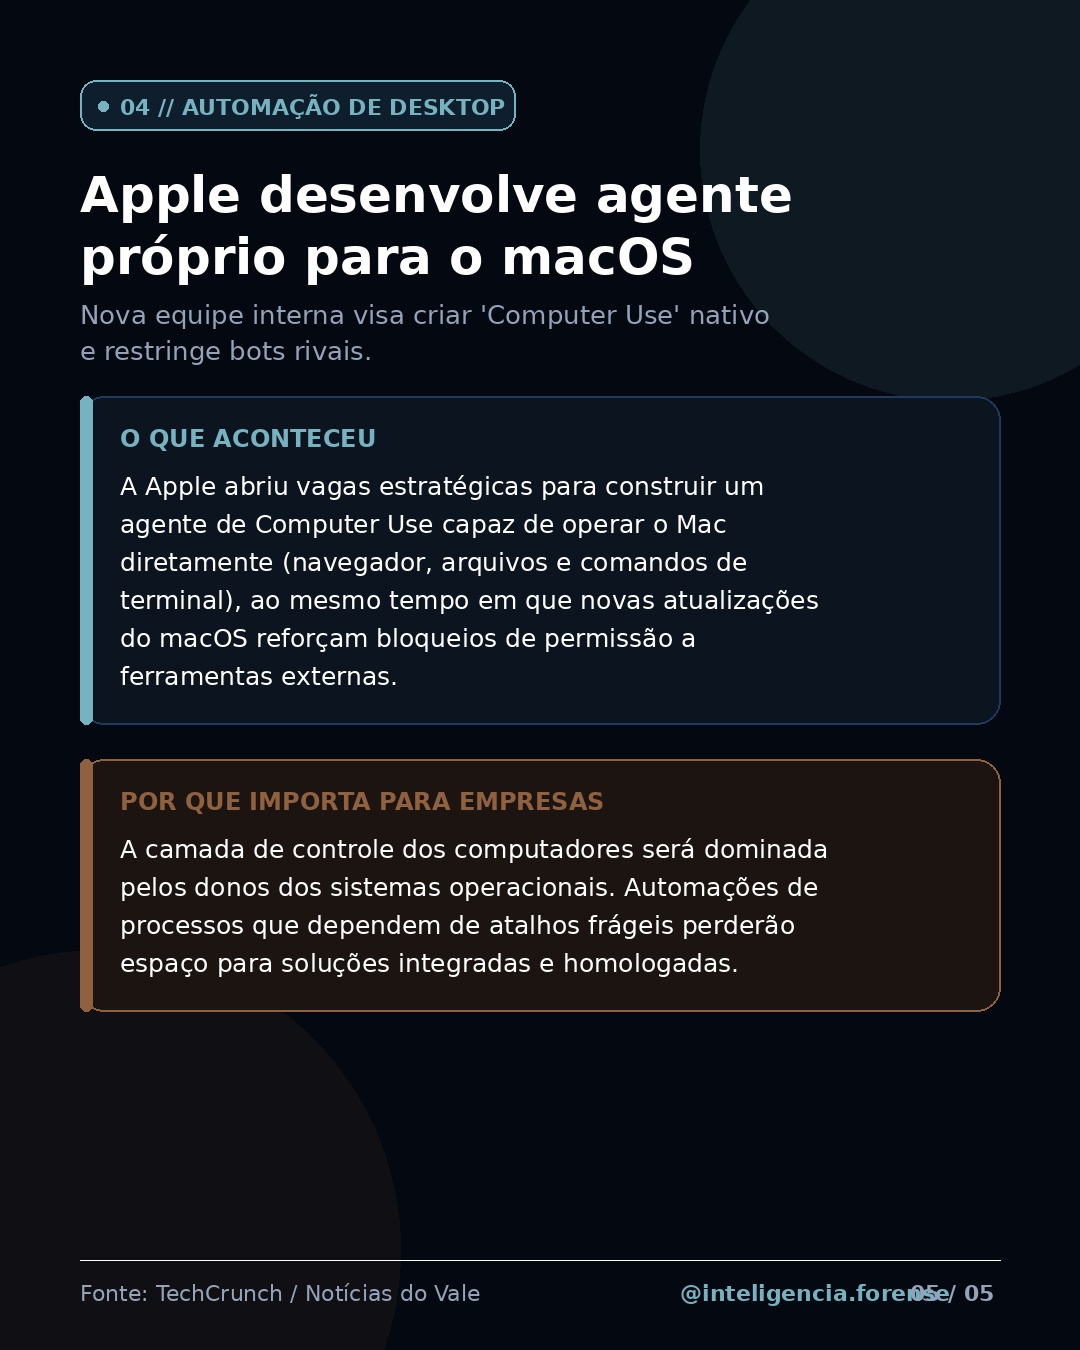 04 // AUTOMAÇÃO DE DESKTOP
Apple desenvolve agente
próprio para o macOS
Nova equipe interna visa criar 'Computer Use' nativo
e restringe bots rivais.
O QUE ACONTECEU
A Apple abriu vagas estratégicas para construir um
agente de Computer Use capaz de operar o Mac
diretamente (navegador, arquivos e comandos de
terminal), ao mesmo tempo em que novas atualizações
do macOS reforçam bloqueios de permissão a
ferramentas externas.
POR QUE IMPORTA PARA EMPRESAS
A camada de controle dos computadores será dominada
pelos donos dos sistemas operacionais. Automações de
processos que dependem de atalhos frágeis perderão
espaço para soluções integradas e homologadas.
Fonte: TechCrunch / Notícias do Vale
@inteligencia.forense
05 / 05